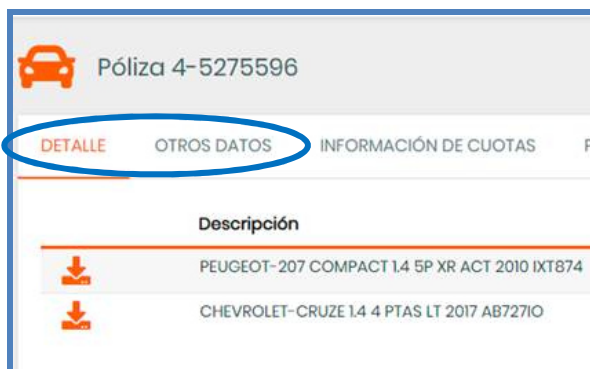 Póliza 4-5275596
DETALLE OTROS DATOS INFORMACIÓN DE CUOTAS
Descripción
PEUGEOT-207 COMPACT 1.4 5P XR ACT 2010 IXT874
CHEVROLET-CRUZE 1.4 4 PTAS LT 2017 AB727IO